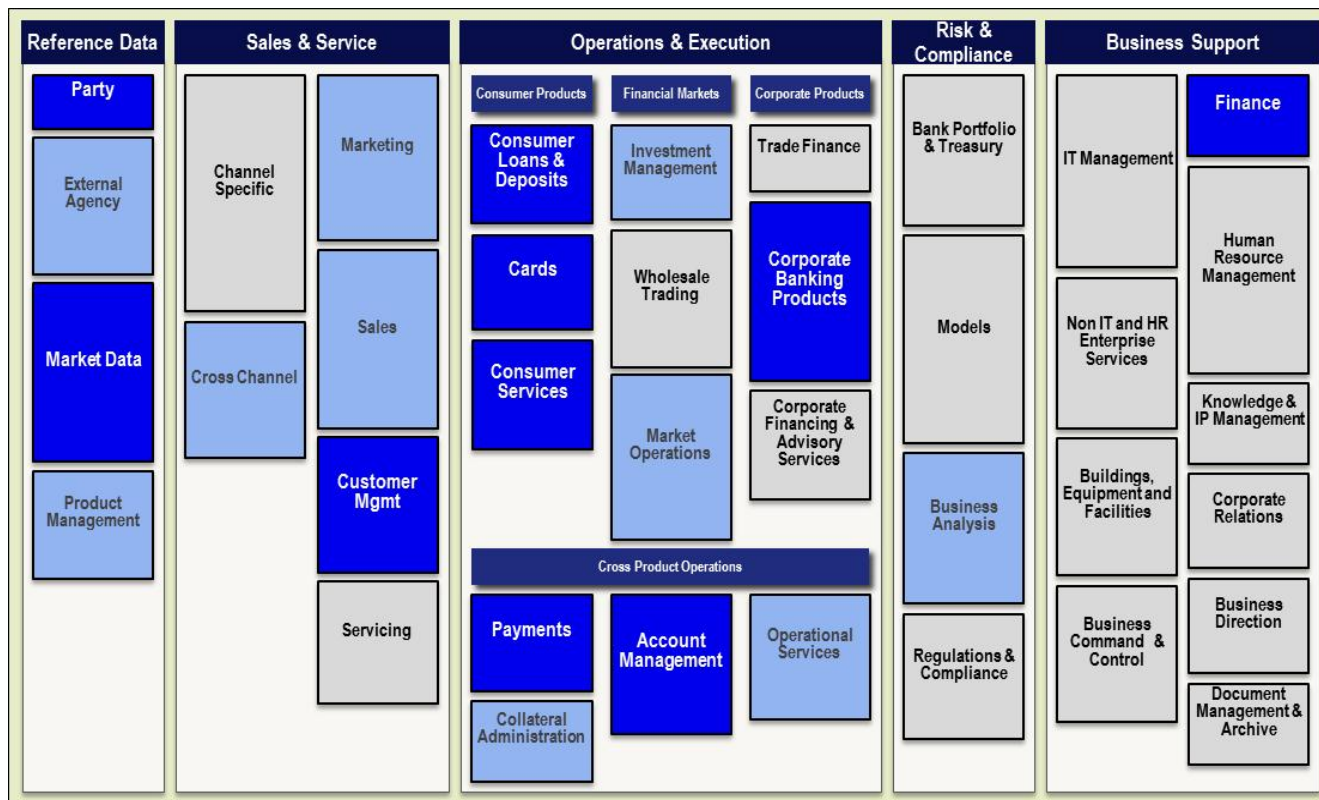 Reference Data
Party
External
Agency
Market Data
Product
Management
Sales & Service
Channel
Specific
Cross Channel
Marketing
Sales
Customer
Mgmt
Servicing
Operations & Execution
Consumer Products
Consumer
Loans &
Deposits
Cards
Consumer
Services
Financial Markets
Investment
Management
Wholesale
Trading
Market
Operations
Corporate Products
Trade Finance
Corporate
Banking
Products
Corporate
Financing &
Advisory
Services
Cross Product Operations
Payments
Collateral
Administration
Account
Management
Operational
Services
Risk &
Compliance
Bank Portfolio
& Treasury
Models
Business
Analysis
Regulations &
Compliance
Business Support
IT Management
Non IT and HR
Enterprise
Services
Buildings,
Equipment and
Facilities
Business
Command &
Control
Finance
Human
Resource
Management
Knowledge &
IP Management
Corporate
Relations
Business
Direction
Document
Management &
Archive